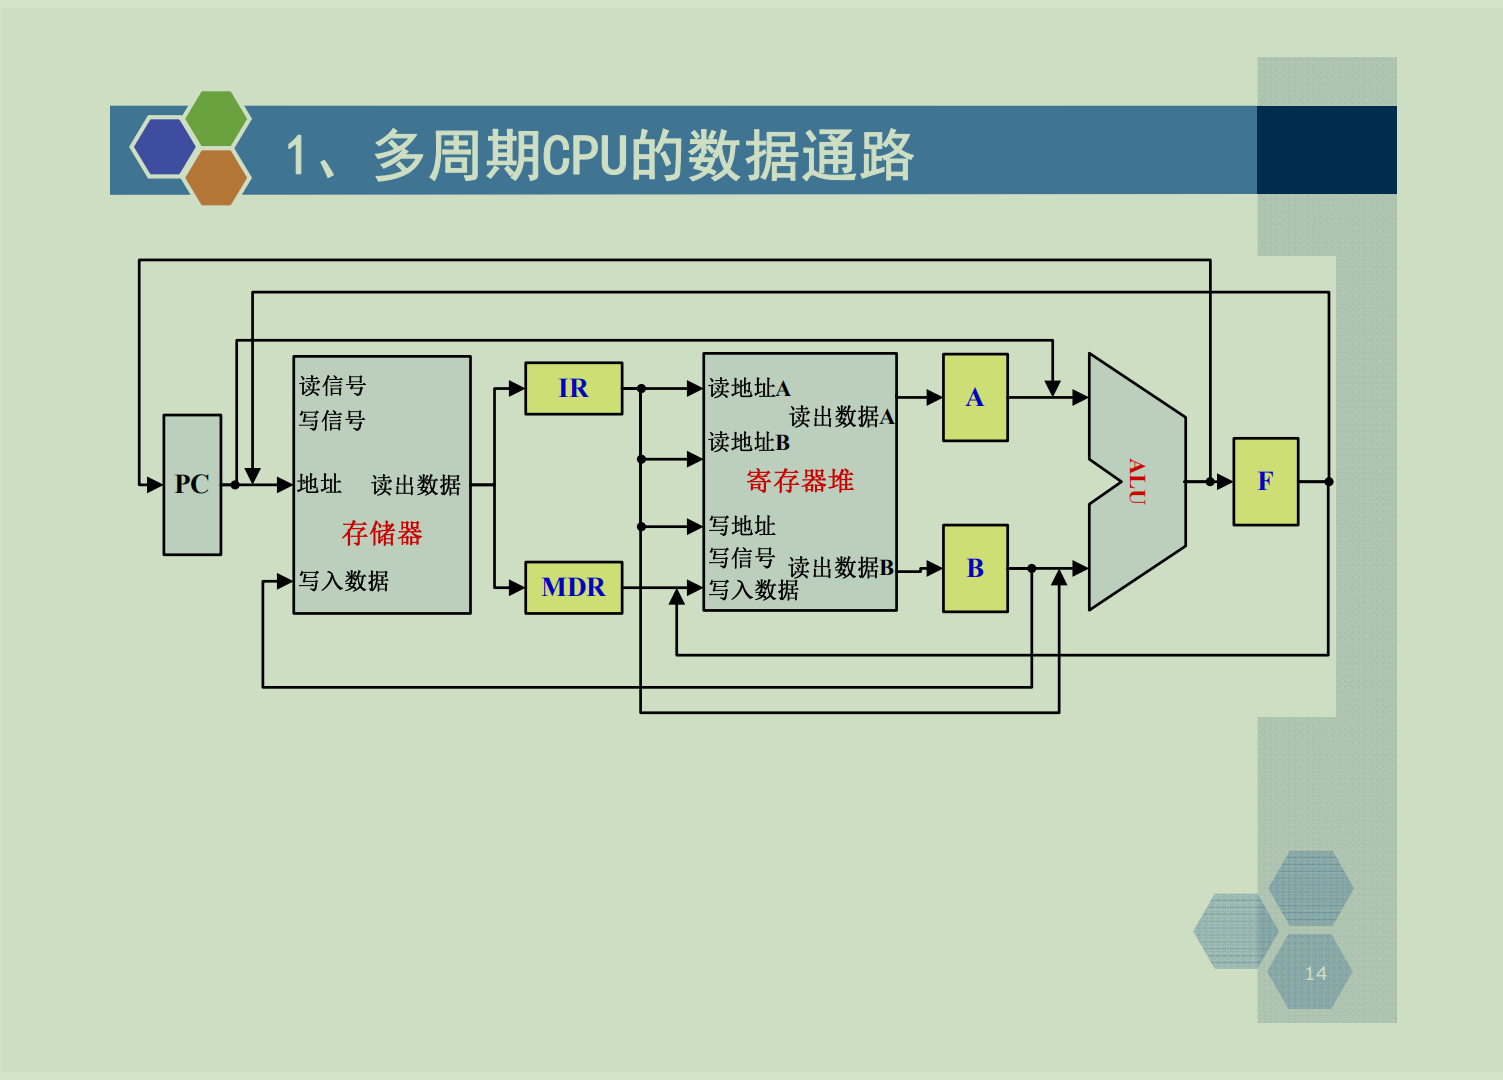 1、多周期CPU的数据通路
PC
读信号
写信号
地址
读出数据
存储器
写入数据
IR
MDR
读地址A
读出数据A
读地址B
寄存器堆
写地址
写信号
读出数据B
写入数据
A
B
ALU
F
14